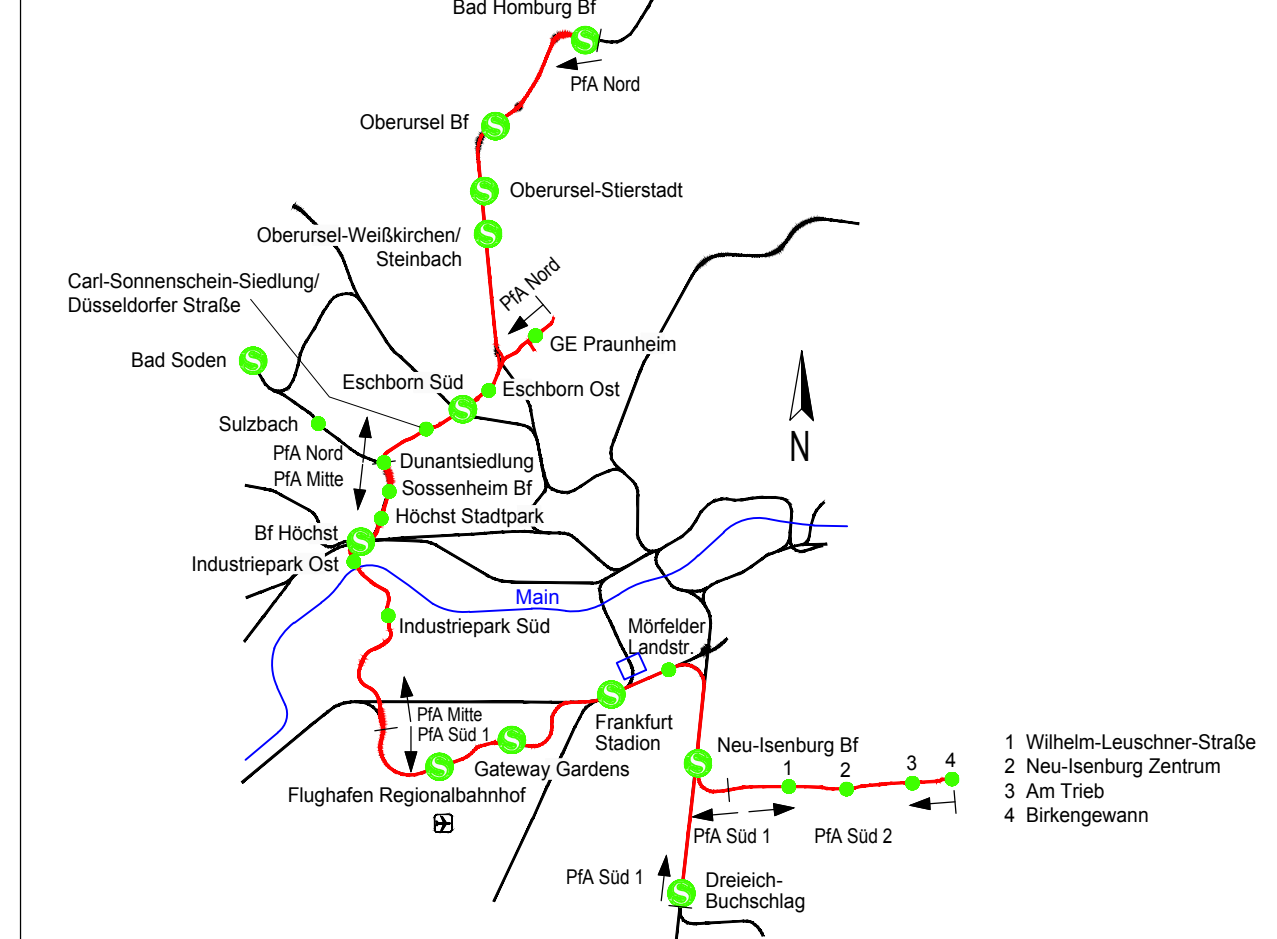 Bad Homburg Bf
PfA Nord
Oberursel Bf
Oberursel-Stierstadt
Oberursel-Weißkirchen/
Steinbach
Carl-Sonnenschein-Siedlung/
Düsseldorfer Straße
PfA Nord
GE Praunheim
Bad Soden
Eschborn Süd
Eschborn Ost
Sulzbach
PfA Nord
PfA Mitte
Dunantsiedlung
Sossenheim Bf
Höchst Stadtpark
N
Bf Höchst
Industriepark Ost
Main
Industriepark Süd
Mörfelder
Landstr.
PfA Mitte
PfA Süd 1
Frankfurt
Stadion
Gateway Gardens
Flughafen Regionalbahnhof
Neu-Isenburg Bf
1
2
3
4
1 Wilhelm-Leuschner-Straße
2 Neu-Isenburg Zentrum
3 Am Trieb
4 Birkengewann
PfA Süd 1
PfA Süd 2
PfA Süd 1
Dreieich-
Buchschlag